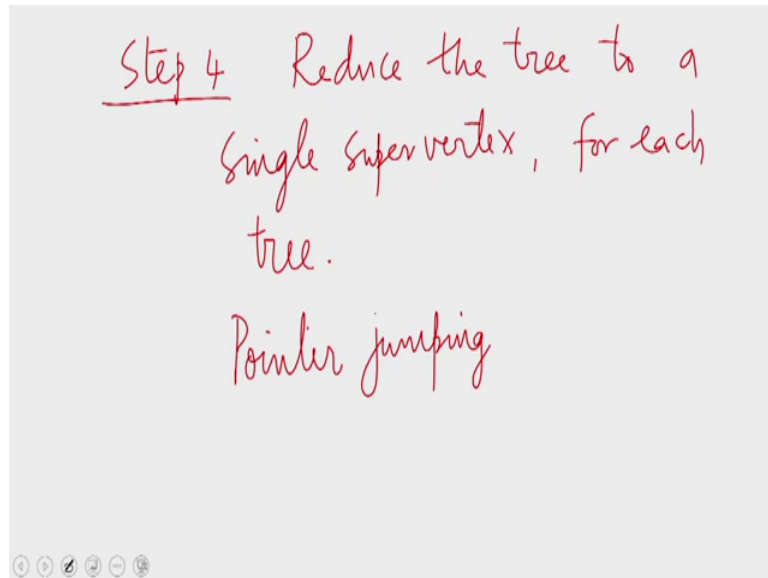 Step 4 Reduce the tree to a
single supervertex, for each
tree.
Pointer jumping